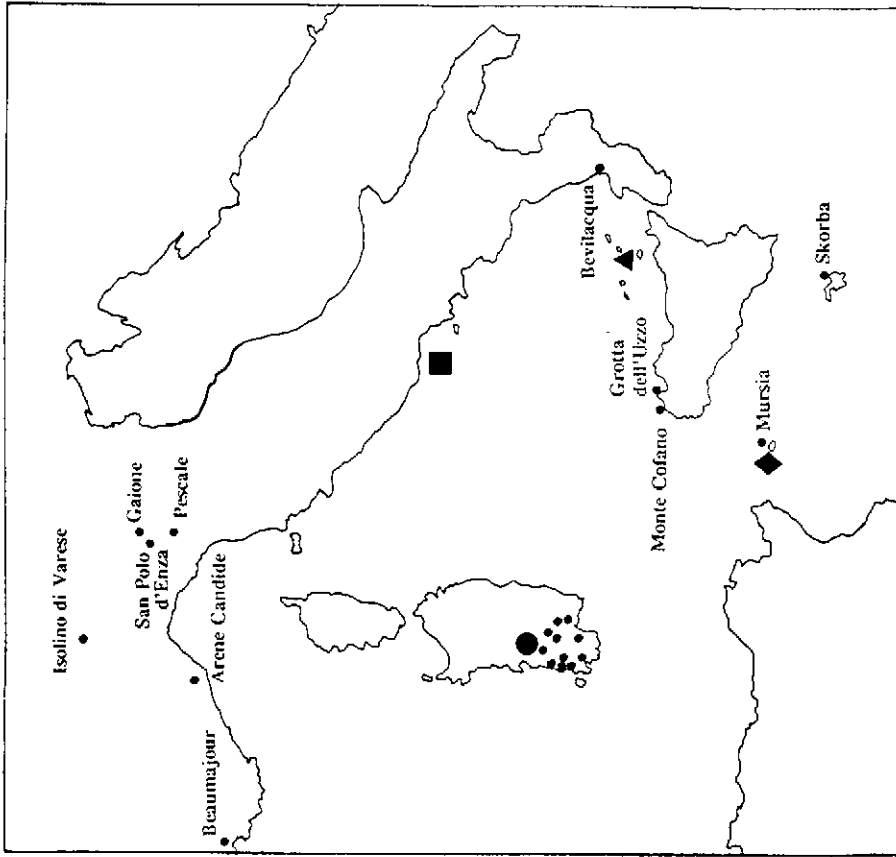 Isolino di Varese
San Polo
d'Enza
Gaione
Pescale
Beaumajour
Arene Candide
Bevilacqua
Grotta
dell'Uzzo
Monte Cofano
Mursia
Skorba